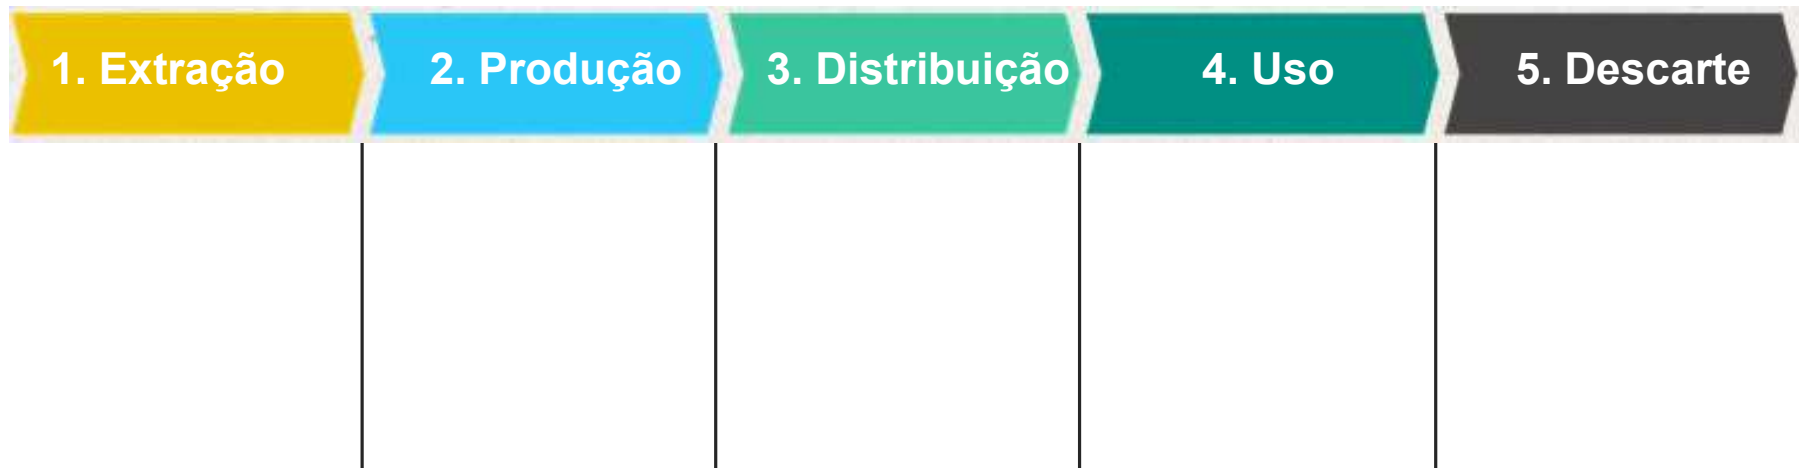 1. Extração
2. Produção
3. Distribuição
4. Uso
5. Descarte